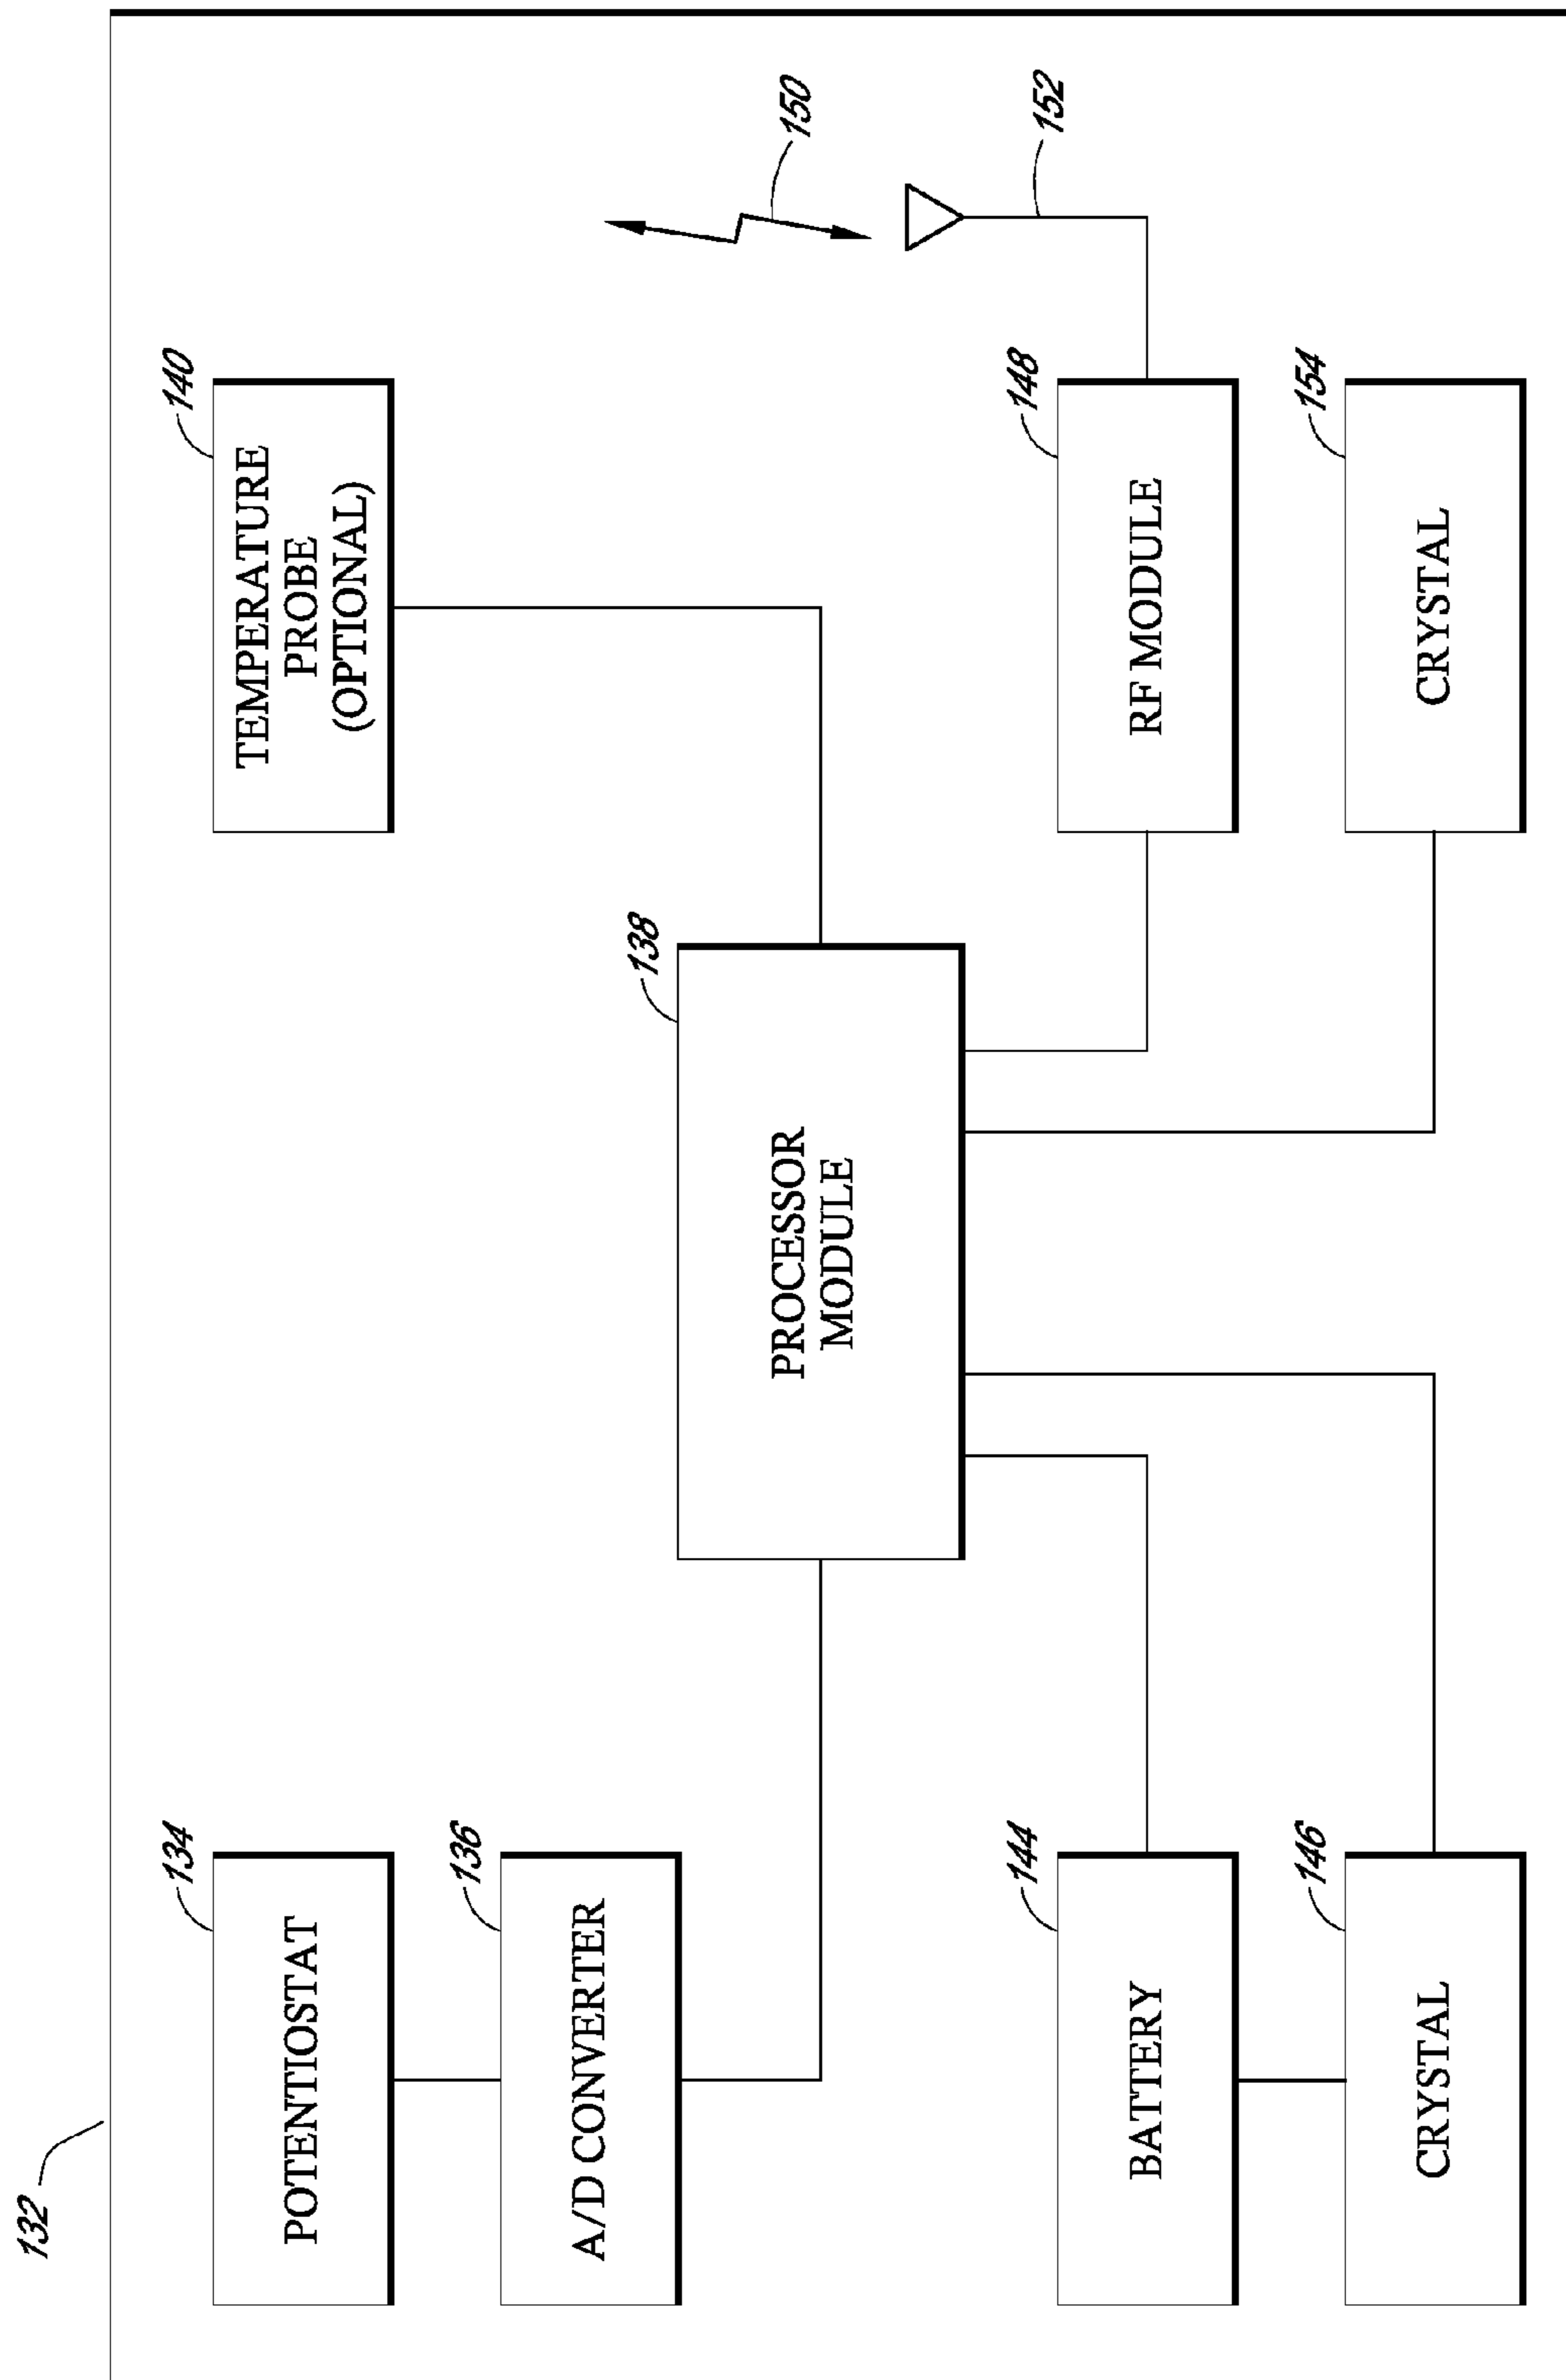 132
134
POTENTIOSTAT
136
A/D CONVERTER
140
TEMPERATURE
PROBE
(OPTIONAL)
138
PROCESSOR
MODULE
150
152
144
BATTERY
146
CRYSTAL
148
RF MODULE
154
CRYSTAL